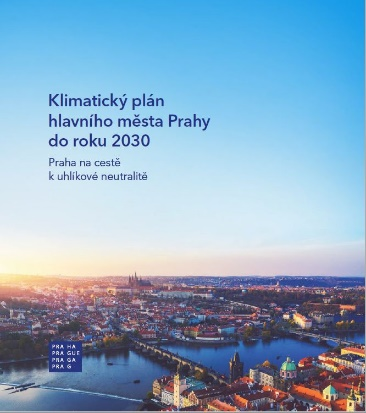 Klimatický plán
hlavního města Prahy
do roku 2030
Praha na cestě
k uhlíkové neutralitě
PRA HA
PRA GUE
PRA GA
PRA G